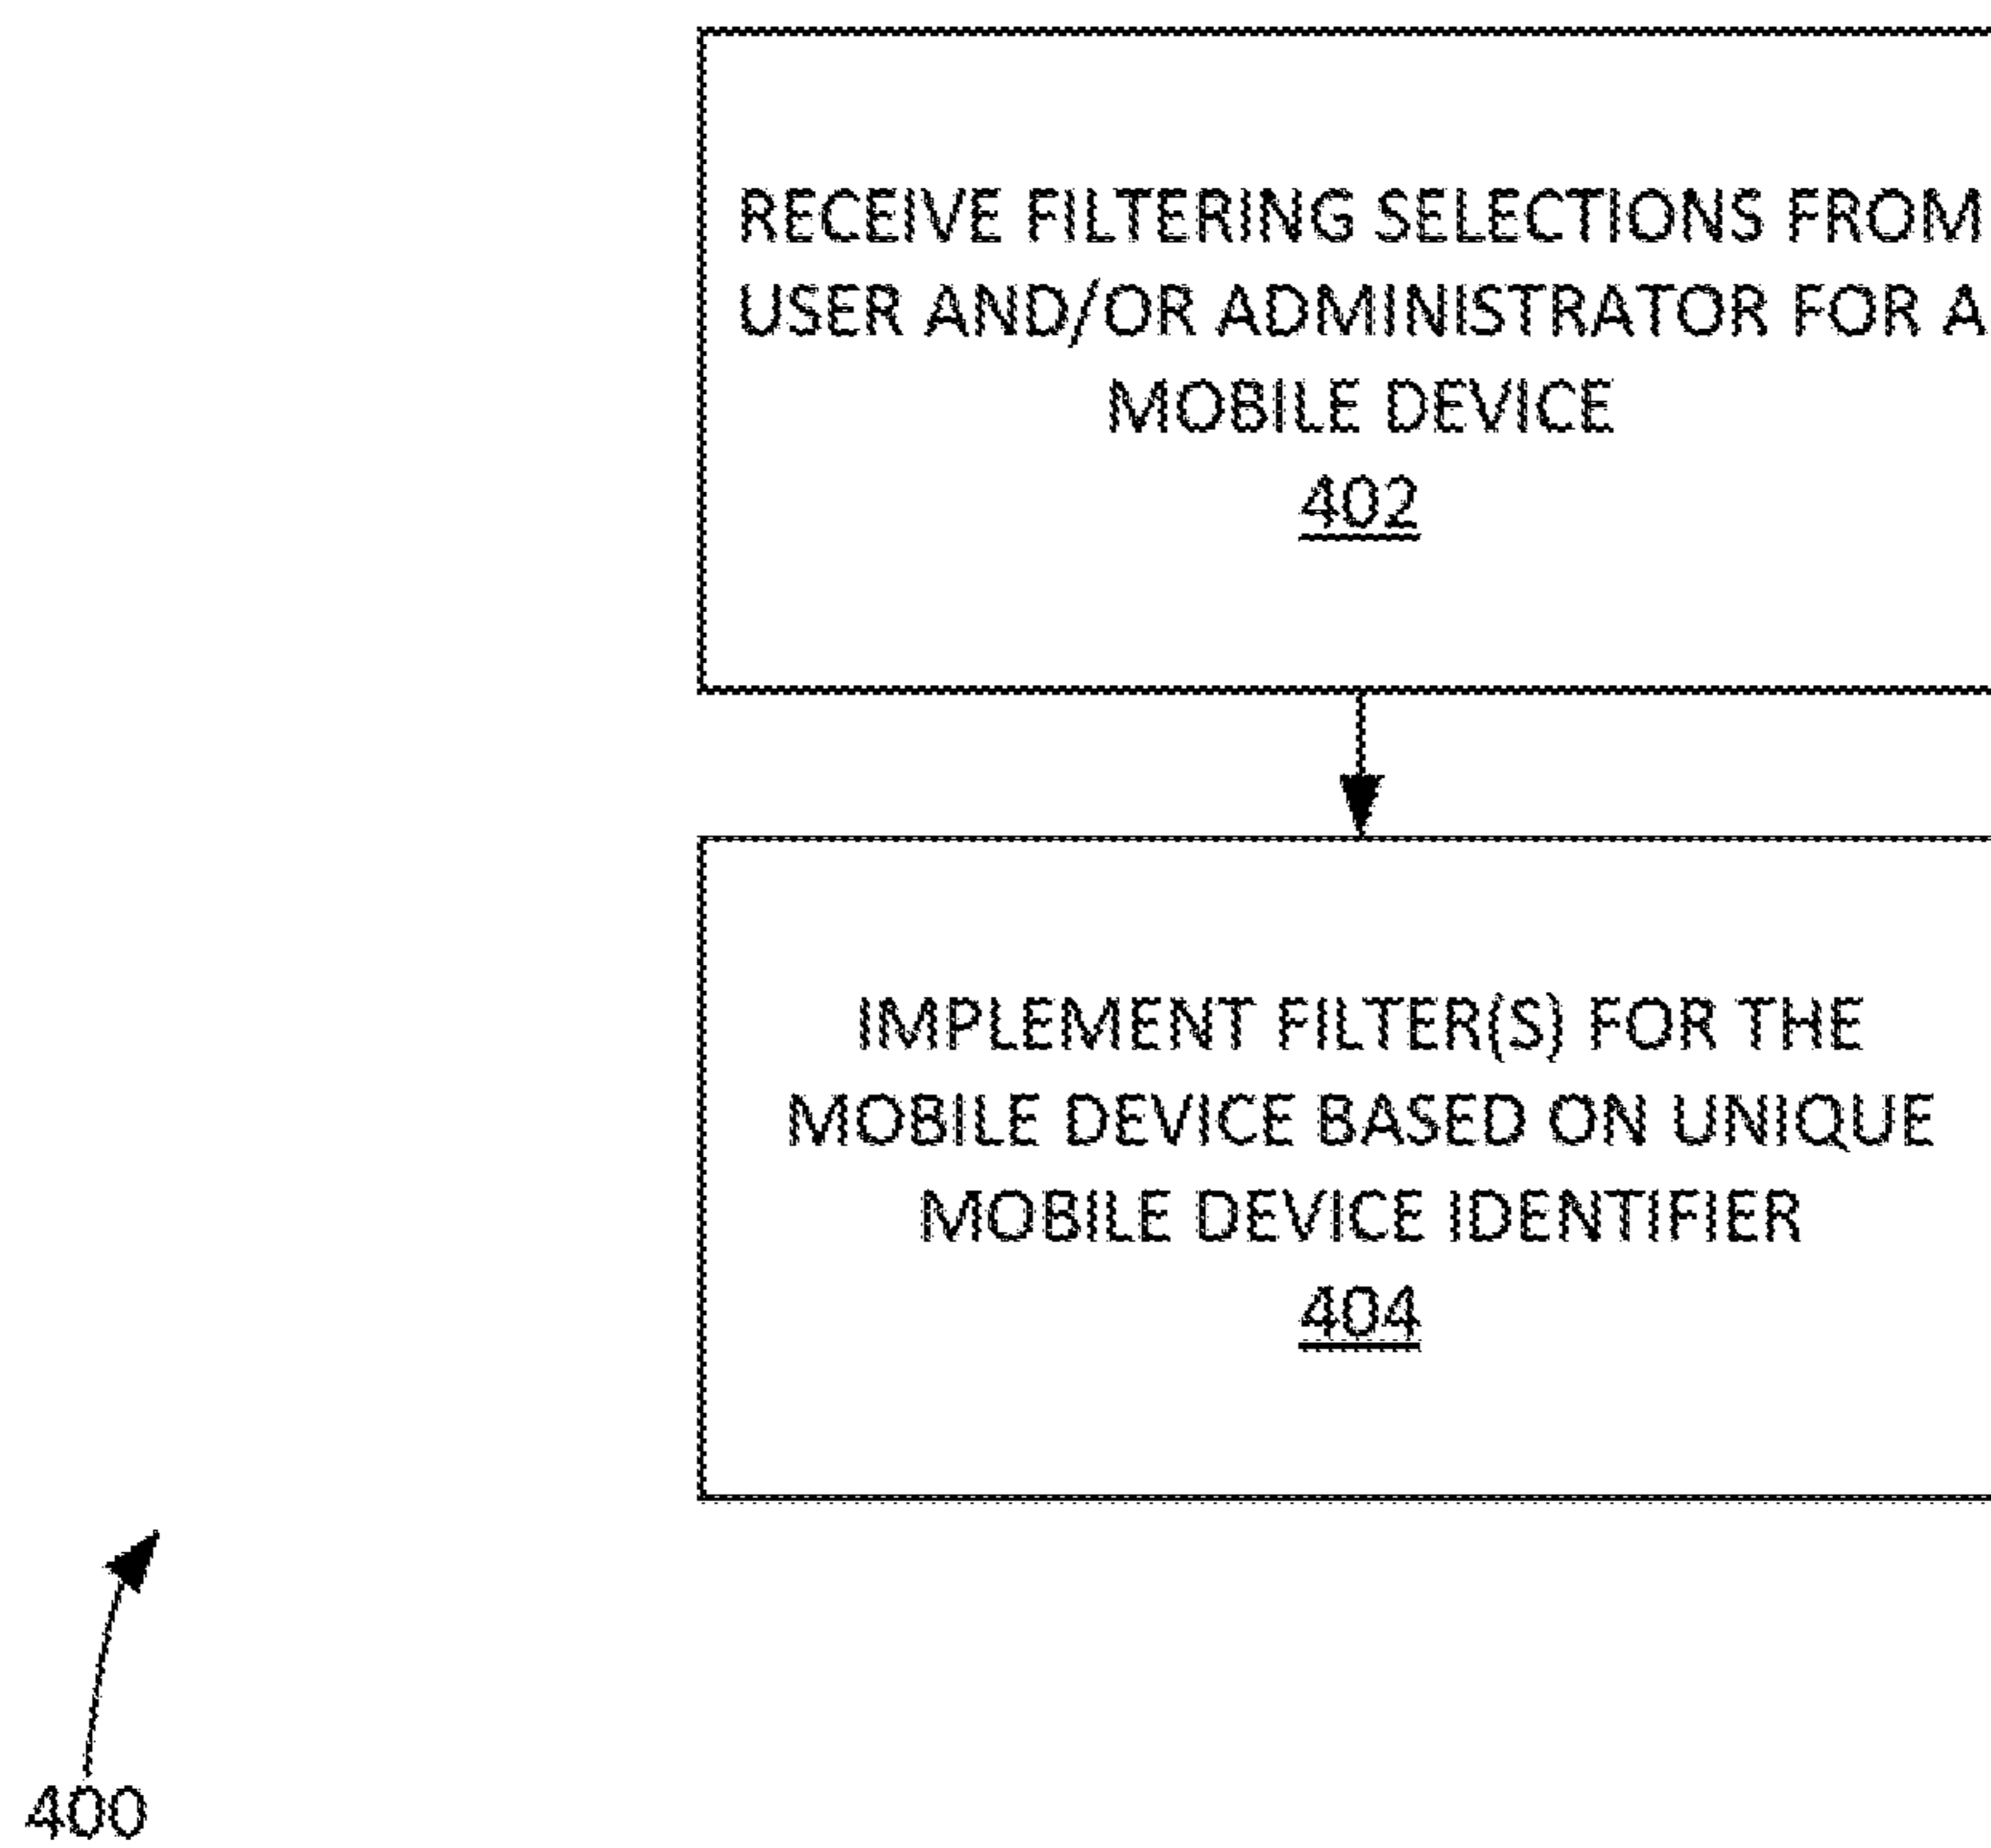 RECEIVE FILTERING SELECTIONS FROM
USER AND/OR ADMINISTRATOR FOR A
MOBILE DEVICE
402
IMPLEMENT FILTER(S) FOR THE
MOBILE DEVICE BASED ON UNIQUE
MOBILE DEVICE IDENTIFIER
404
400